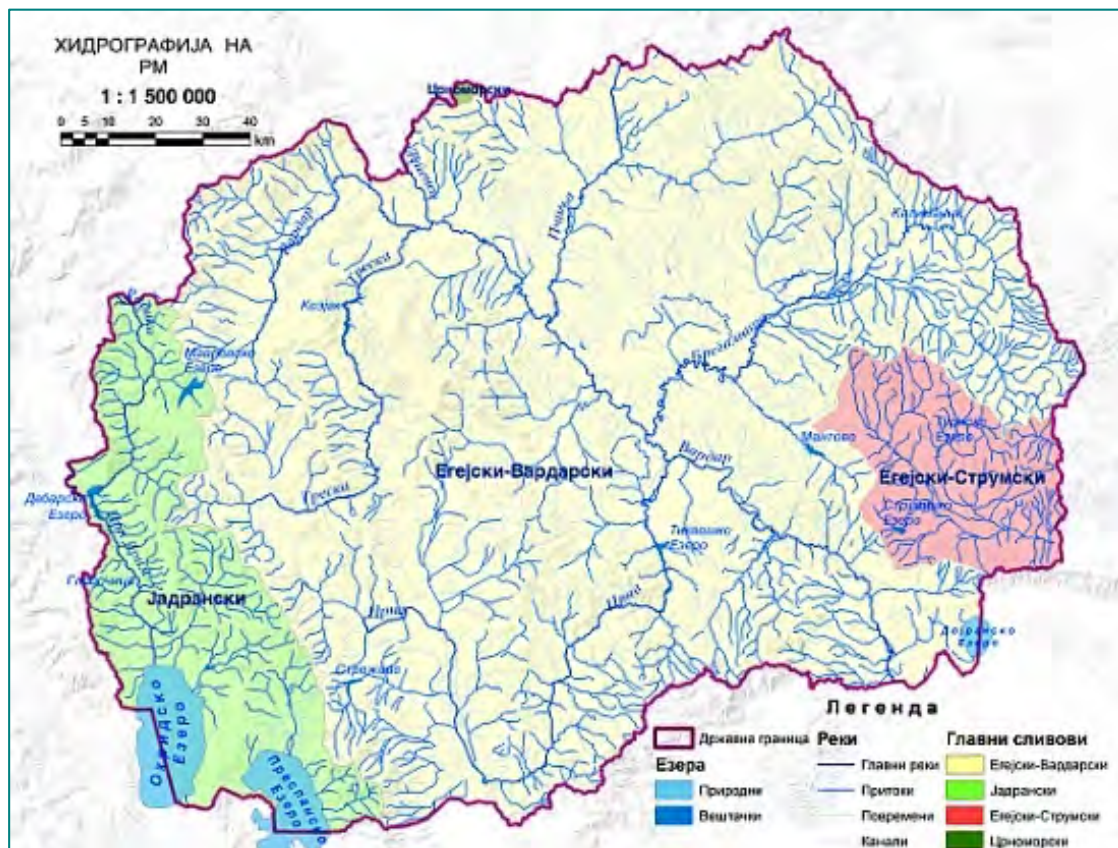 ХИДРОГРАФИЈА НА
РМ
1 : 1 500 000
0 5 10 20 30 40
km
Црноморски
Вардар
Треска
Пчиња
Козјак
Мавровско
Езеро
Брегалница
Вардар
Мантово
Егејски-Вардарски
Егејски-Струмски
Треска
Дебарско
Езеро
Јадрански
Тиквешко
Езеро
Црна
Црна
Стрежево
Дојранско
Езеро
Охридско
Езеро
Преспанско
Езеро
Легенда
Државна граница
Реки
Главни сливови
Езера
Главни реки
Егејски-Вардарски
Природни
Притоки
Јадрански
Вештачки
Повремени
Егејски-Струмски
Канали
Црноморски